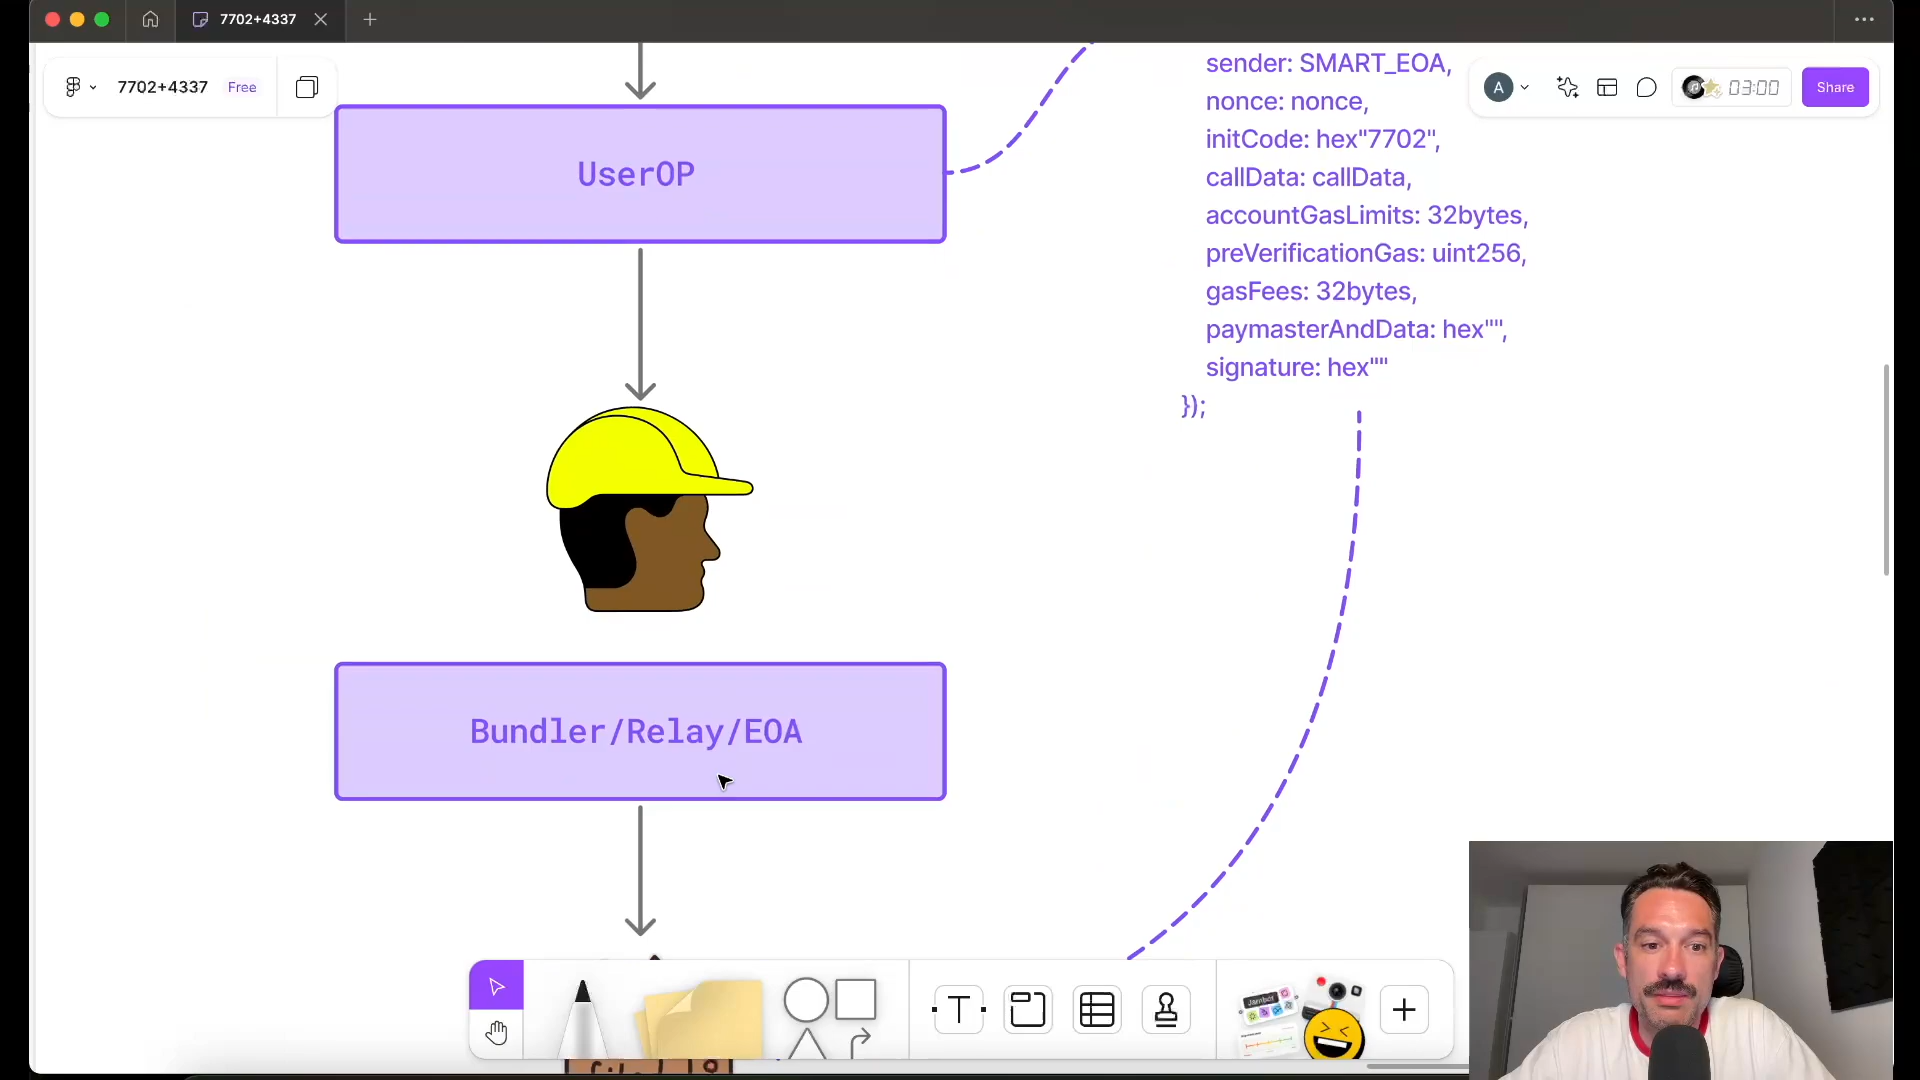 7702+4337
7702+4337
Free
A
03:00
Share
sender: SMART_EOA,
nonce: nonce,
initCode: hex"7702",
callData: callData,
accountGasLimits: 32bytes,
preVerificationGas: uint256,
gasFees: 32bytes,
paymasterAndData: hex"",
signature: hex""
});
UserOP
Bundler/Relay/EOA
T